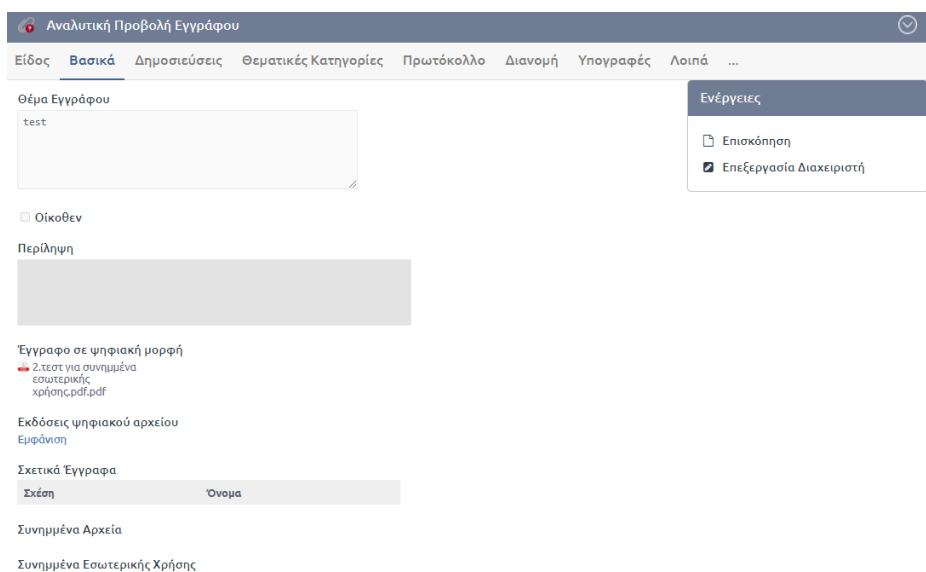 Αναλυτική Προβολή Εγγράφου
Είδος Βασικά Δημοσιεύσεις Θεματικές Κατηγορίες Πρωτόκολλο Διανομή Υπογραφές Λοιπά ...
Θέμα Εγγράφου
test
Ενέργειες
Επισκόπηση
Επεξεργασία Διαχειριστή
Οίκοθεν
Περίληψη
Έγγραφο σε ψηφιακή μορφή
2.τεστ για συνημμένα
εσωτερικής
χρήσης.pdf.pdf
Εκδόσεις ψηφιακού αρχείου
Εμφάνιση
Σχετικά Έγγραφα
Σχέση Όνομα
Συνημμένα Αρχεία
Συνημμένα Εσωτερικής Χρήσης